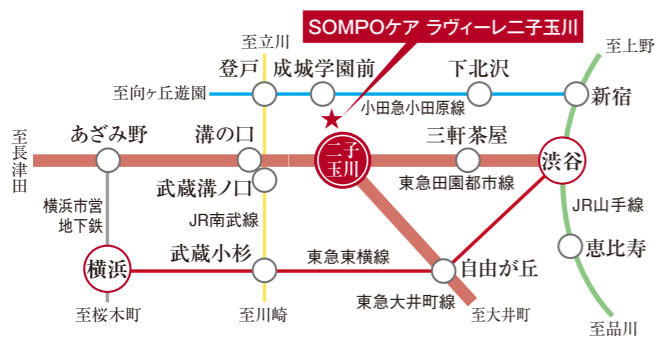 SOMPOケア ラヴィーレ二子玉川
至立川
至上野
登戸
成城学園前
下北沢
至向ヶ丘遊園
小田急小田原線
新宿
至長津田
あざみ野
溝の口
二子
玉川
三軒茶屋
渋谷
武蔵溝ノ口
東急田園都市線
横浜市営
地下鉄
JR南武線
JR山手線
武蔵小杉
東急東横線
恵比寿
横浜
自由が丘
東急大井町線
至桜木町
至川崎
至大井町
至品川